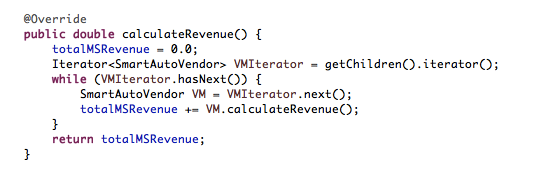 @Override
public double calculateRevenue() {
    totalMSRevenue = 0.0;
    Iterator<SmartAutoVendor> VMIterator = getChildren().iterator();
    while (VMIterator.hasNext()) {
        SmartAutoVendor VM = VMIterator.next();
        totalMSRevenue += VM.calculateRevenue();
    }
    return totalMSRevenue;
}